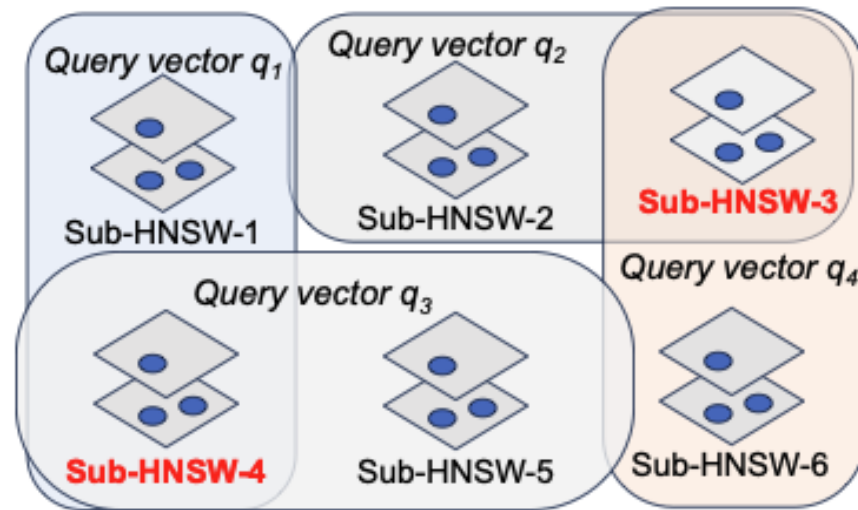 Query vector q₁
Query vector q₂
Sub-HNSW-1
Sub-HNSW-2
Sub-HNSW-3
Query vector q₃
Query vector q₄
Sub-HNSW-4
Sub-HNSW-5
Sub-HNSW-6